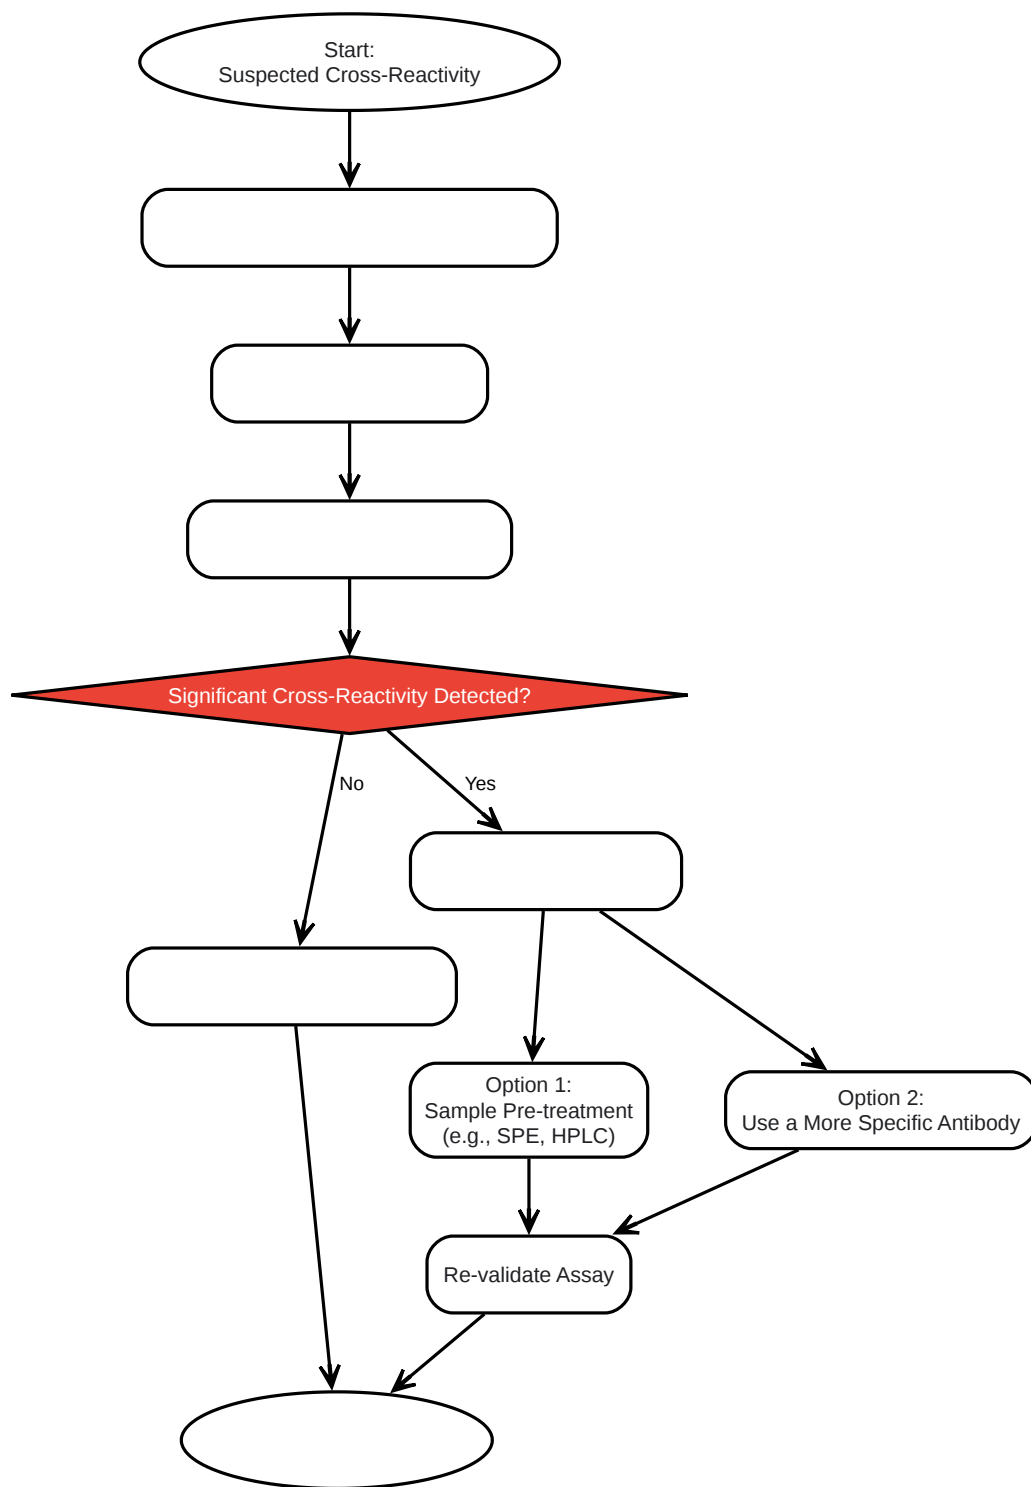 Start:
Suspected Cross-Reactivity
Significant Cross-Reactivity Detected?
No
Yes
Option 1:
Sample Pre-treatment
(e.g., SPE, HPLC)
Option 2:
Use a More Specific Antibody
Re-validate Assay